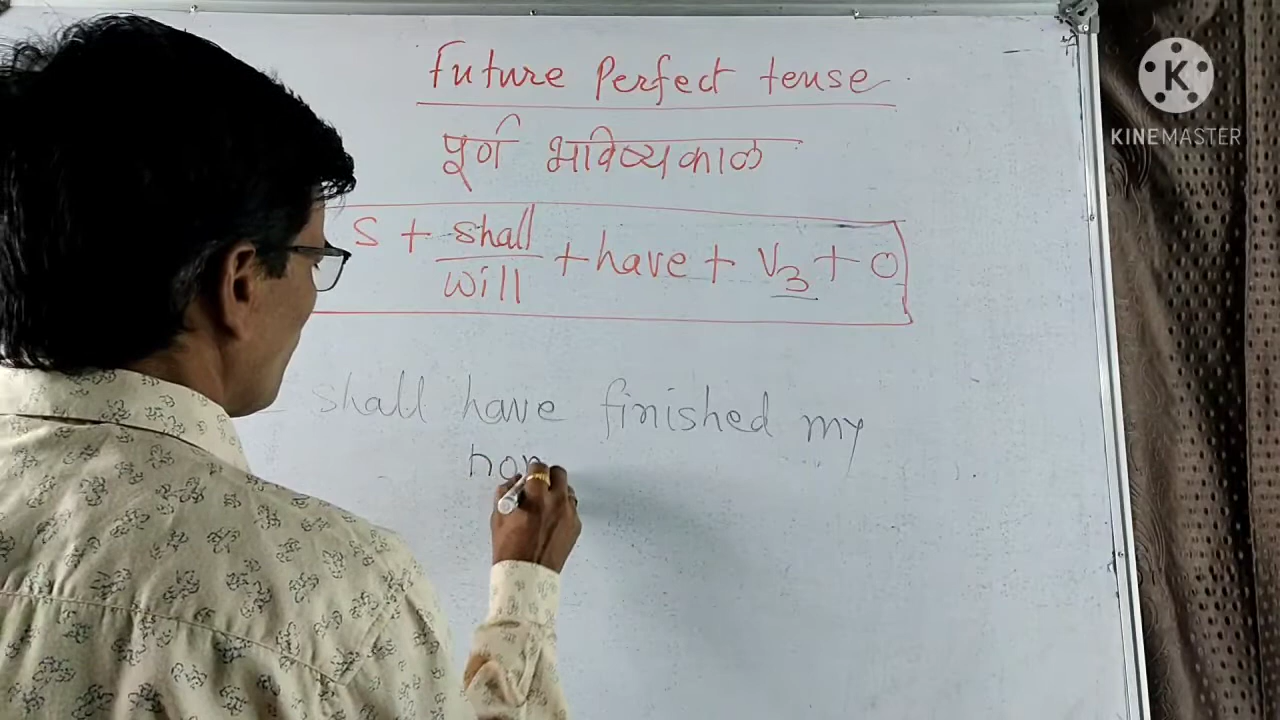 Future Perfect tense
पूर्ण भविष्यकाळ
S + shall / will + have + V3 + O
shall have finished my
hom
K
KINEMASTER